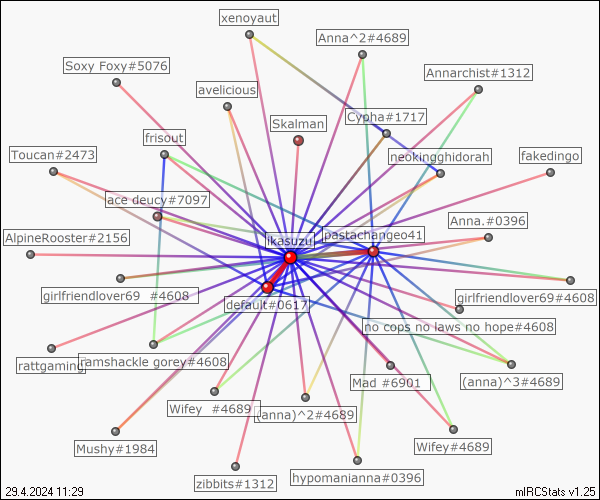 xenoyaut
Anna^2#4689
Soxy Foxy#5076
Annarchist#1312
avelicious
Skalman
Cypha#1717
frisout
Toucan#2473
neokingghidorah
fakedingo
ace deucy#7097
Anna.#0396
AlpineRooster#2156
ikasuzu
pastachangeo41
girlfriendlover69 #4608
default#0617
girlfriendlover69#4608
no cops no laws no hope#4608
rattgaming
ramshackle gorey#4608
Mad #6901
(anna)^3#4689
Wifey #4689
(anna)^2#4689
Mushy#1984
Wifey#4689
zibbits#1312
hypomanianna#0396
29.4.2024 11:29
mIRCStats v1.25